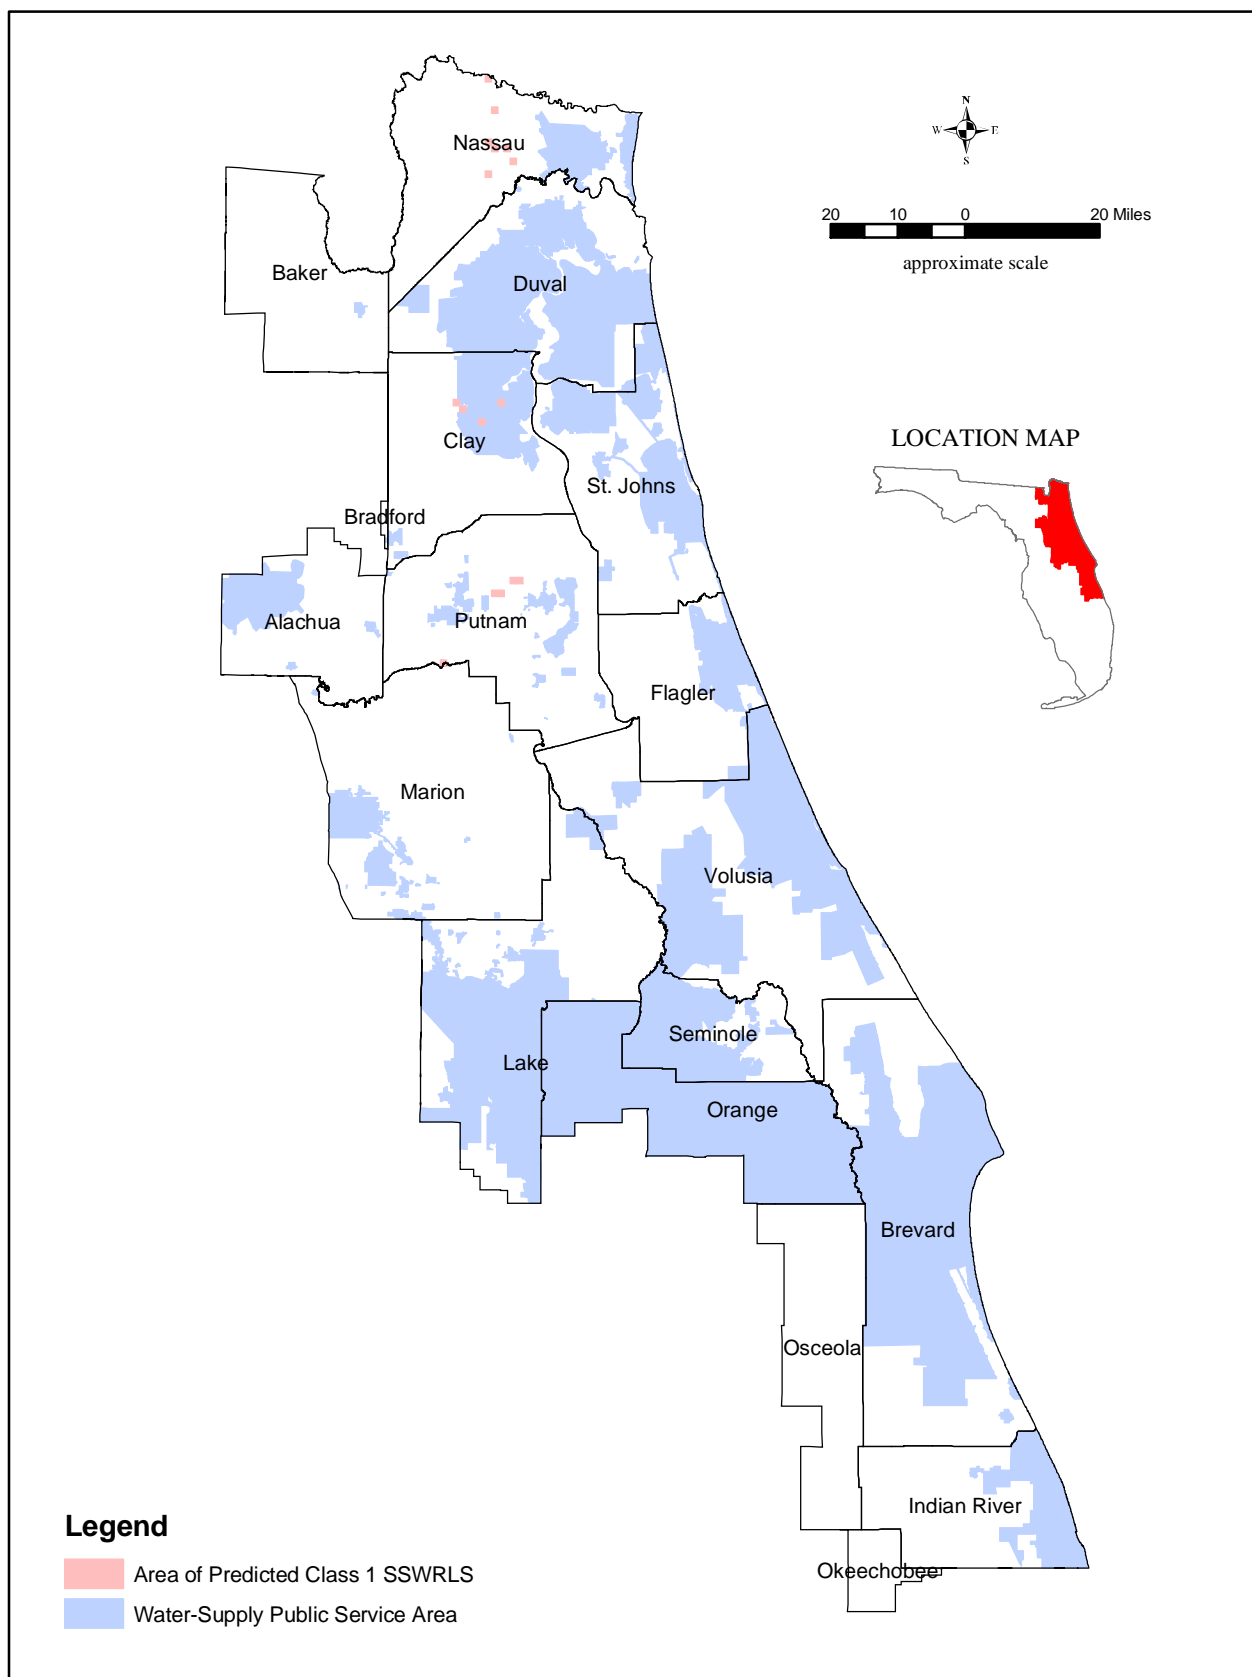 N
W
E
S
Nassau
20
10
0
20 Miles
approximate scale
Baker
Duval
LOCATION MAP
Clay
St. Johns
Bradford
Alachua
Putnam
Flagler
Marion
Volusia
Seminole
Lake
Orange
Brevard
Osceola
Indian River
Okeechobee
Legend
Area of Predicted Class 1 SSWRLS
Water-Supply Public Service Area